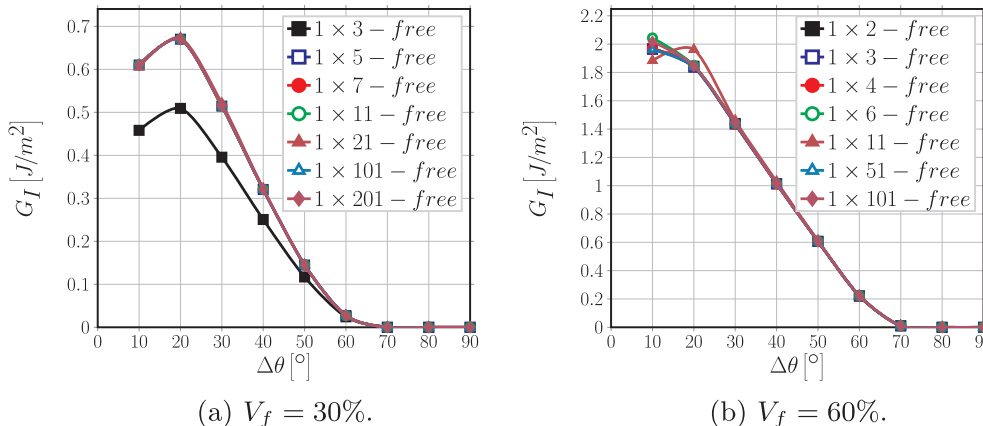 0.7
0.6
0.5
0.4
0.3
0.2
0.1
0
G_I [J/m²]
0 10 20 30 40 50 60 70 80 90
Δθ [°]
1 × 3 − free
1 × 5 − free
1 × 7 − free
1 × 11 − free
1 × 21 − free
1 × 101 − free
1 × 201 − free
(a) V_f = 30%.
2.2
2
1.8
1.6
1.4
1.2
1
0.8
0.6
0.4
0.2
0
G_I [J/m²]
0 10 20 30 40 50 60 70 80 90
Δθ [°]
1 × 2 − free
1 × 3 − free
1 × 4 − free
1 × 6 − free
1 × 11 − free
1 × 51 − free
1 × 101 − free
(b) V_f = 60%.